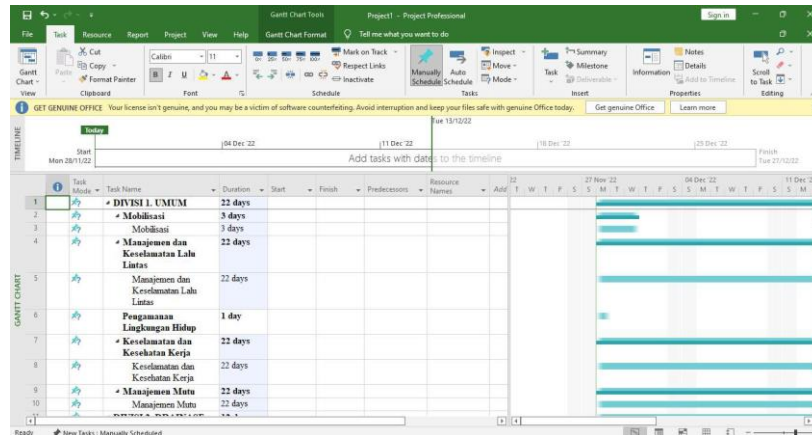 Gantt Chart Tools
Project1 - Project Professional
Sign in
File Task Resource Report Project View Help Gantt Chart Format Tell me what you want to do
Gantt Chart
View
Paste
Cut
Copy
Format Painter
Clipboard
Calibri 11
B I U
Font
Mark on Track
Respect Links
Inactivate
Schedule
Manually Schedule
Auto Schedule
Inspect
Move
Mode
Tasks
Task
Summary
Milestone
Deliverable
Insert
Information
Notes
Details
Add to Timeline
Properties
Scroll to Task
Editing
GET GENUINE OFFICE Your license isn't genuine, and you may be a victim of software counterfeiting. Avoid interruption and keep your files safe with genuine Office today. Get genuine Office Learn more
TIMELINE
Today
Tue 13/12/22
04 Dec '22 11 Dec '22 18 Dec '22 25 Dec '22
Start
Mon 28/11/22
Add tasks with dates to the timeline
Finish
Tue 27/12/22
GANTT CHART
Task Mode Task Name Duration Start Finish Predecessors Resource Names Add
27 Nov '22 04 Dec '22 11 Dec '2
T W T F S S M T W T F S S M T W T F S S M
1 DIVISI 1. UMUM 22 days
2 Mobilisasi 3 days
3 Mobilisasi 3 days
4 Manajemen dan 22 days
Keselamatan Lalu
Lintas
5 Manajemen dan 22 days
Keselamatan Lalu
Lintas
6 Pengamanan 1 day
Lingkungan Hidup
7 Keselamatan dan 22 days
Kesehatan Kerja
8 Keselamatan dan 22 days
Kesehatan Kerja
9 Manajemen Mutu 22 days
10 Manajemen Mutu 22 days
Ready New Tasks : Manually Scheduled